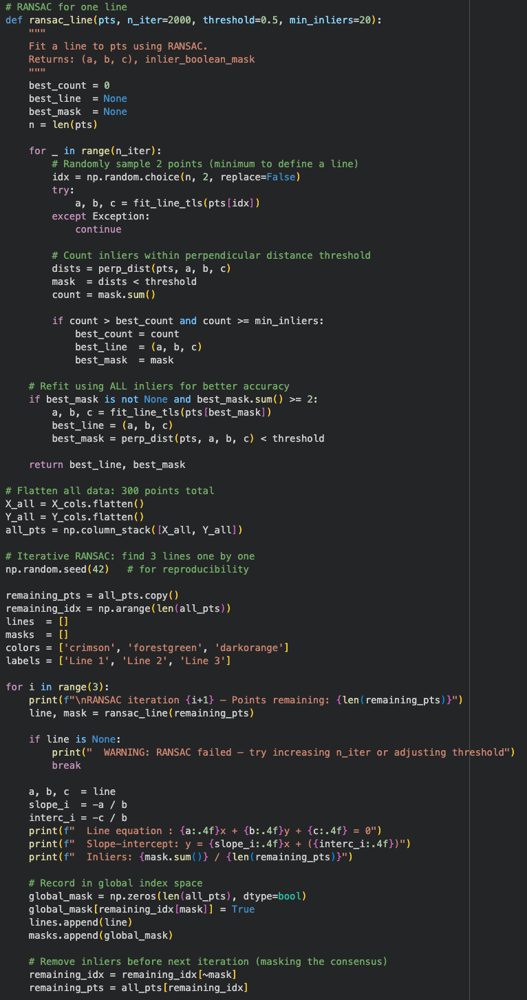 # RANSAC for one line
def ransac_line(pts, n_iter=2000, threshold=0.5, min_inliers=20):
    """
    Fit a line to pts using RANSAC.
    Returns: (a, b, c), inlier_boolean_mask
    """
    best_count = 0
    best_line  = None
    best_mask  = None
    n = len(pts)

    for _ in range(n_iter):
        # Randomly sample 2 points (minimum to define a line)
        idx = np.random.choice(n, 2, replace=False)
        try:
            a, b, c = fit_line_tls(pts[idx])
        except Exception:
            continue

        # Count inliers within perpendicular distance threshold
        dists = perp_dist(pts, a, b, c)
        mask  = dists < threshold
        count = mask.sum()

        if count > best_count and count >= min_inliers:
            best_count = count
            best_line  = (a, b, c)
            best_mask  = mask

    # Refit using ALL inliers for better accuracy
    if best_mask is not None and best_mask.sum() >= 2:
        a, b, c = fit_line_tls(pts[best_mask])
        best_line = (a, b, c)
        best_mask = perp_dist(pts, a, b, c) < threshold

    return best_line, best_mask

# Flatten all data: 300 points total
X_all = X_cols.flatten()
Y_all = Y_cols.flatten()
all_pts = np.column_stack([X_all, Y_all])

# Iterative RANSAC: find 3 lines one by one
np.random.seed(42)   # for reproducibility

remaining_pts = all_pts.copy()
remaining_idx = np.arange(len(all_pts))
lines  = []
masks  = []
colors = ['crimson', 'forestgreen', 'darkorange']
labels = ['Line 1', 'Line 2', 'Line 3']

for i in range(3):
    print(f"\nRANSAC iteration {i+1} — Points remaining: {len(remaining_pts)}")
    line, mask = ransac_line(remaining_pts)

    if line is None:
        print("  WARNING: RANSAC failed — try increasing n_iter or adjusting threshold")
        break

    a, b, c  = line
    slope_i  = -a / b
    interc_i = -c / b
    print(f"  Line equation : {a:.4f}x + {b:.4f}y + {c:.4f} = 0")
    print(f"  Slope-intercept: y = {slope_i:.4f}x + ({interc_i:.4f})")
    print(f"  Inliers: {mask.sum()} / {len(remaining_pts)}")

    # Record in global index space
    global_mask = np.zeros(len(all_pts), dtype=bool)
    global_mask[remaining_idx[mask]] = True
    lines.append(line)
    masks.append(global_mask)

    # Remove inliers before next iteration (masking the consensus)
    remaining_idx = remaining_idx[~mask]
    remaining_pts = all_pts[remaining_idx]